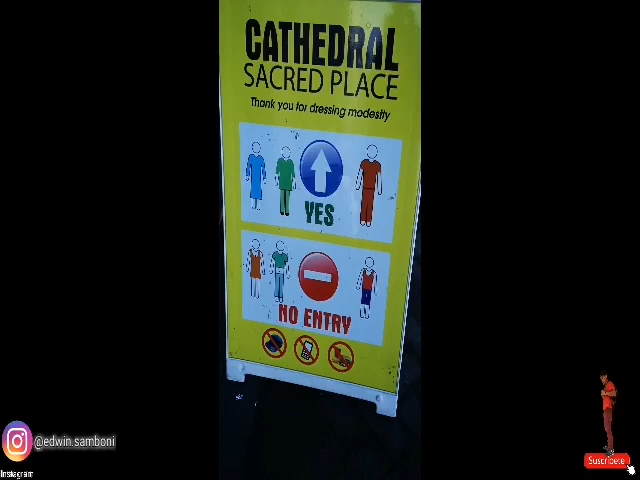 CATHEDRAL
SACRED PLACE
Thank you for dressing modestly
YES
NO ENTRY
@edwin.samboni
Instagram
Suscribete